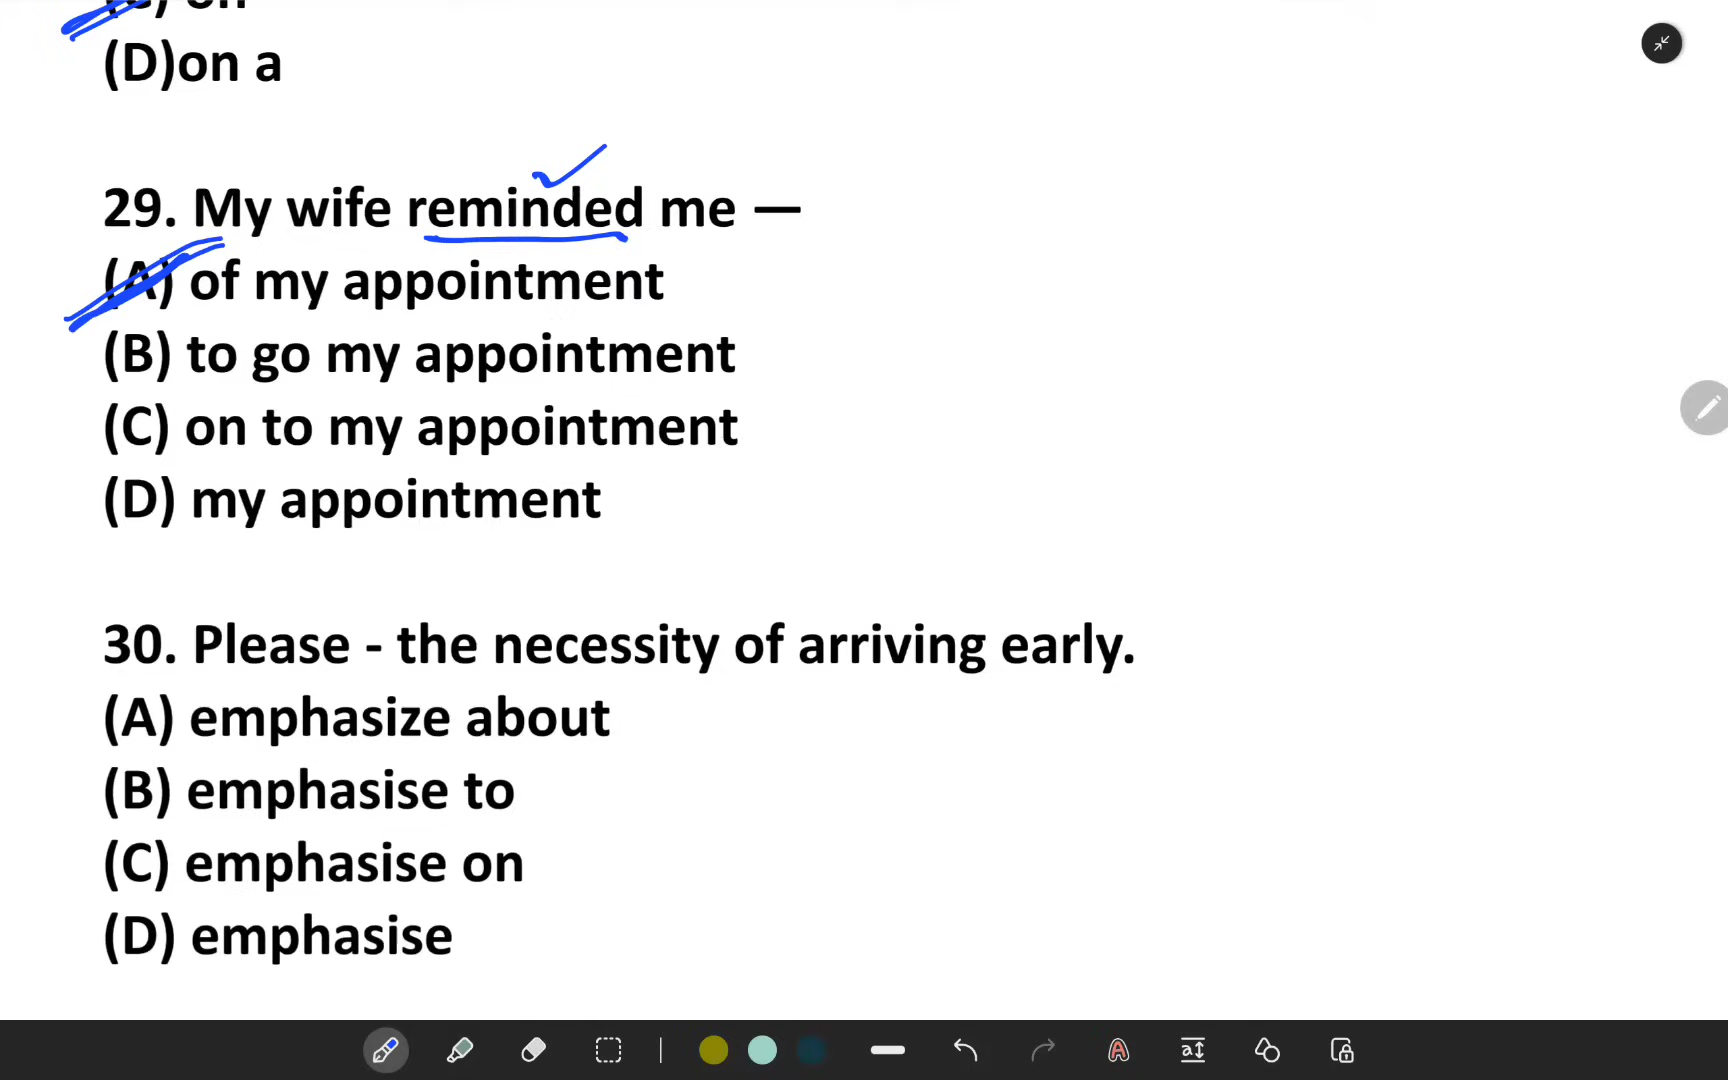 (C) on
(D)on a
29. My wife reminded me —
(A) of my appointment
(B) to go my appointment
(C) on to my appointment
(D) my appointment
30. Please - the necessity of arriving early.
(A) emphasize about
(B) emphasise to
(C) emphasise on
(D) emphasise